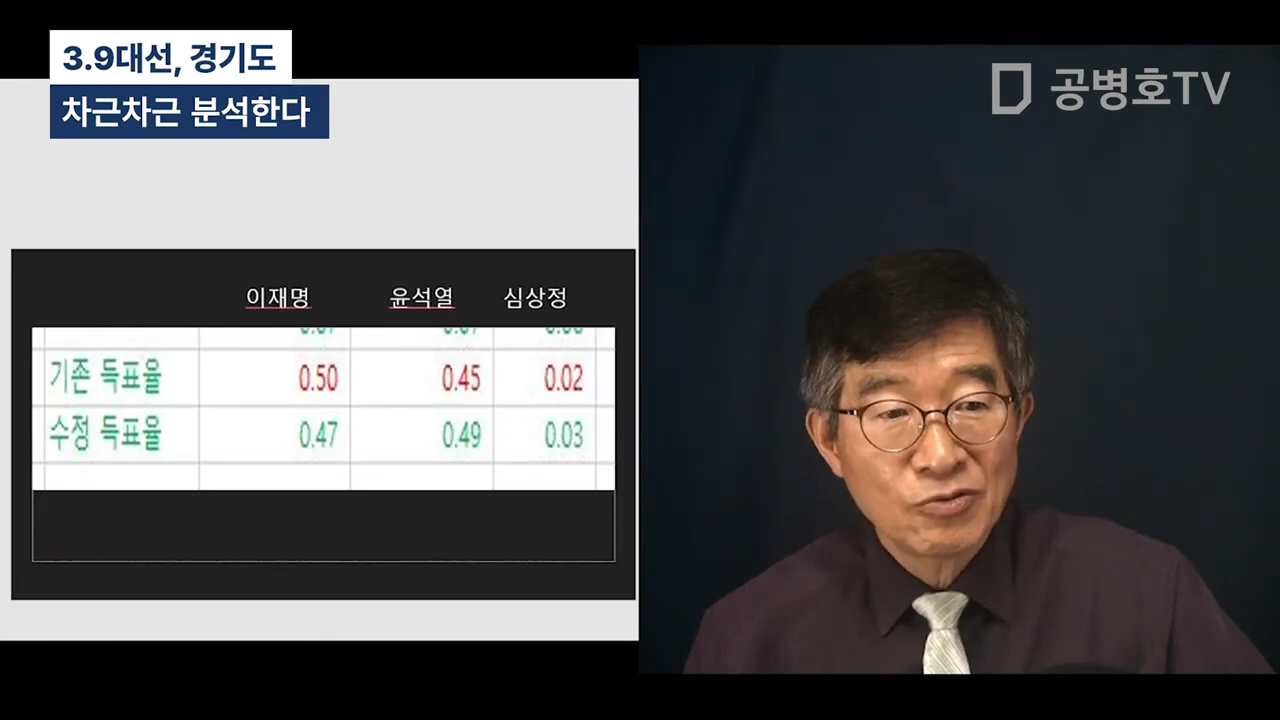 3.9대선, 경기도
차근차근 분석한다
공병호TV
이재명 윤석열 심상정
기존 득표율 0.50 0.45 0.02
수정 득표율 0.47 0.49 0.03